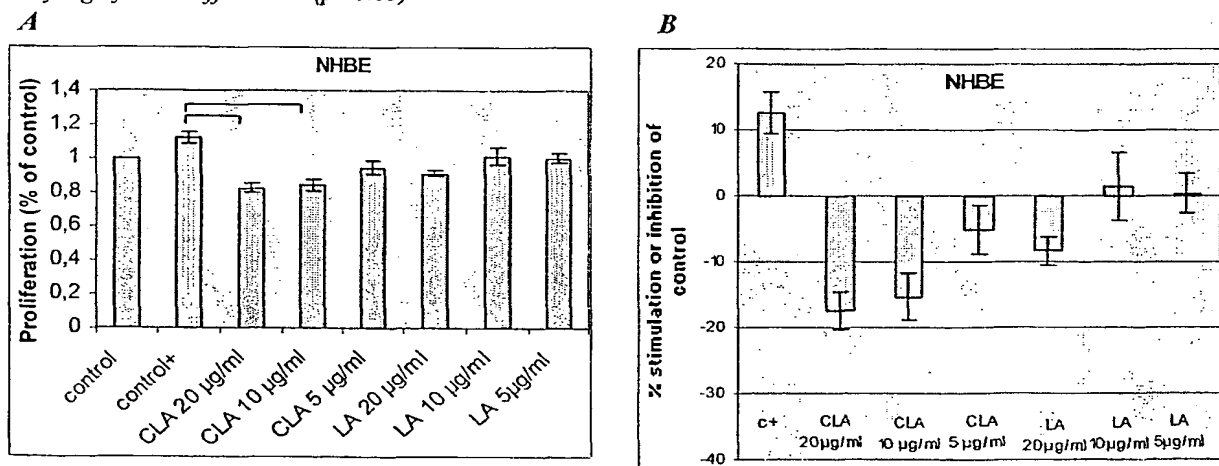 A
B
NHBE
Proliferation (% of control)
1,4
1,2
1
0,8
0,6
0,4
0,2
0
control
control+
CLA 20 µg/ml
CLA 10 µg/ml
CLA 5 µg/ml
LA 20 µg/ml
LA 10 µg/ml
LA 5µg/ml
NHBE
% stimulation or inhibition of
control
20
10
0
-10
-20
-30
-40
c+
CLA
20µg/ml
CLA
10 µg/ml
CLA
5 µg/ml
LA
20µg/ml
LA
10µg/ml
LA
5µg/ml